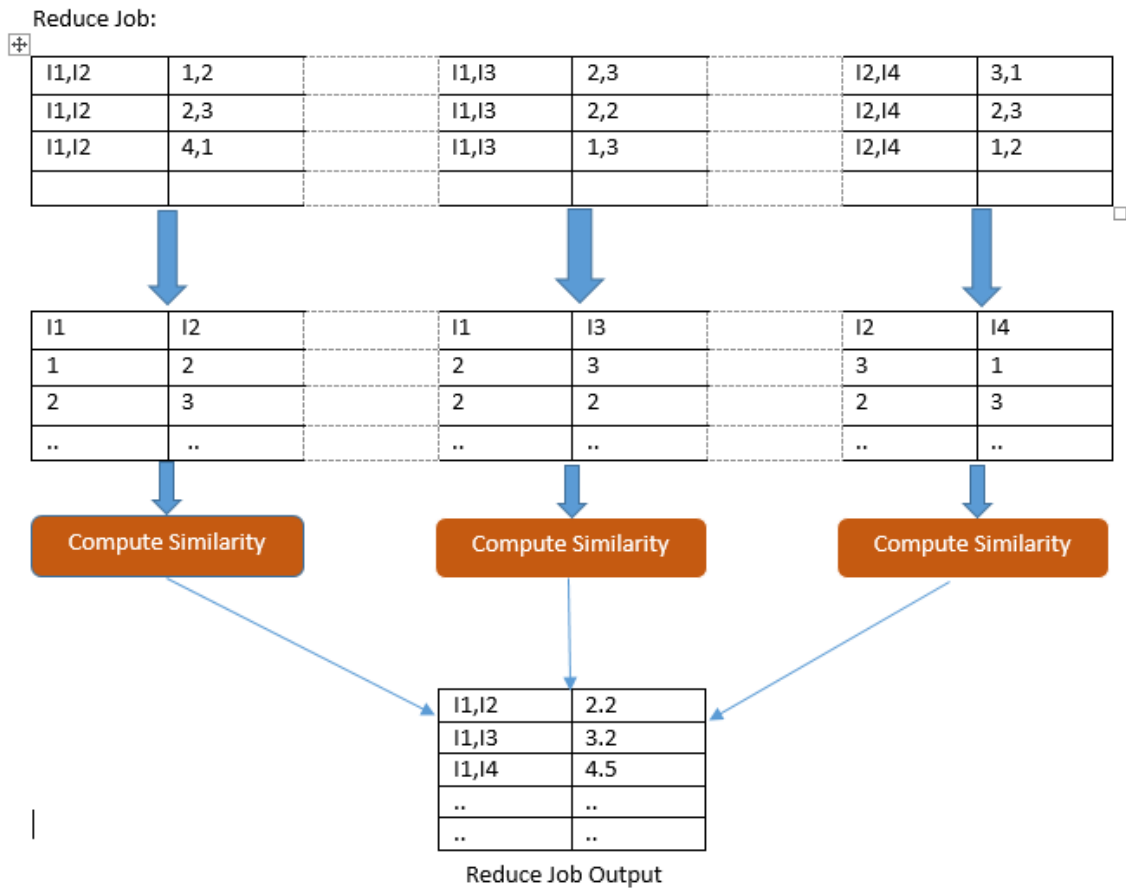 Reduce Job:
I1,I2 1,2 I1,I3 2,3 I2,I4 3,1
I1,I2 2,3 I1,I3 2,2 I2,I4 2,3
I1,I2 4,1 I1,I3 1,3 I2,I4 1,2
I1 I2 I1 I3 I2 I4
1 2 2 3 3 1
2 3 2 2 2 3
.. .. .. .. .. ..
Compute Similarity Compute Similarity Compute Similarity
I1,I2 2.2
I1,I3 3.2
I1,I4 4.5
.. ..
.. ..
Reduce Job Output